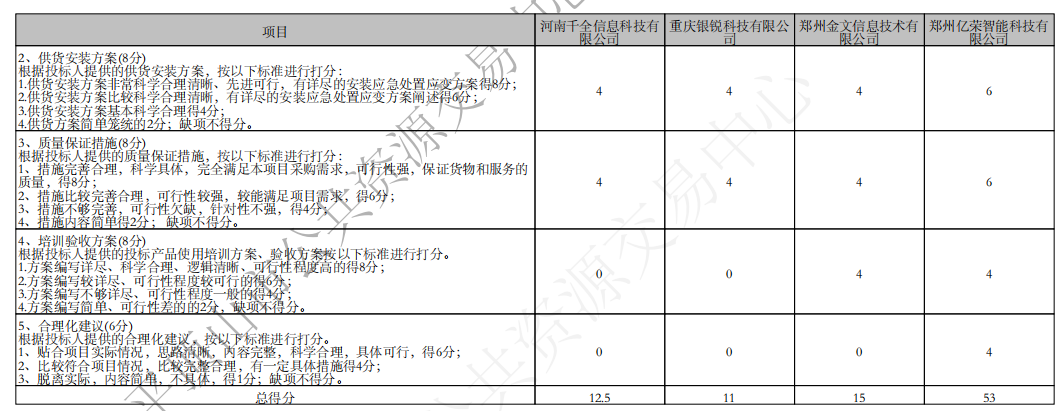 项目
河南千全信息科技有限公司
重庆银锐科技有限公司
郑州金文信息技术有限公司
郑州亿荣智能科技有限公司
2、供货安装方案(8分)
根据投标人提供的供货安装方案，按以下标准进行打分：
1.供货安装方案非常科学合理清晰、先进可行，有详尽的安装应急处置应变方案得8分；
2.供货安装方案比较科学合理清晰，有详尽的安装应急处置应变方案阐述得6分；
3.供货安装方案基本科学合理得4分；
4.供货方案简单笼统的2分；缺项不得分。
4 4 4 6
3、质量保证措施(8分)
根据投标人提供的质量保证措施，按以下标准进行打分：
1、措施完善合理，科学具体，完全满足本项目采购需求，可行性强，保证货物和服务的
质量，得8分；
2、措施比较完善合理，可行性较强，较能满足项目需求，得6分；
3、措施不够完善，可行性欠缺，针对性不强，得4分；
4、措施内容简单得2分； 缺项不得分。
4 4 4 6
4、培训验收方案(8分)
根据投标人提供的投标产品使用培训方案、验收方案按以下标准进行打分。
1.方案编写详尽、科学合理、逻辑清晰、可行性程度高的得8分；
2.方案编写较详尽、可行性程度较可行的得6分；
3.方案编写不够详尽、可行性程度一般的得4分；
4.方案编写简单、可行性差的的2分，缺项不得分。
0 0 4 4
5、合理化建议(6分)
根据投标人提供的合理化建议，按以下标准进行打分。
1、贴合项目实际情况，思路清晰，内容完整，科学合理，具体可行，得6分；
2、比较符合项目情况，比较完整合理，有一定具体措施得4分；
3、脱离实际，内容简单，不具体，得1分；缺项不得分。
0 0 0 4
总得分 12.5 11 15 53
平顶山市公共资源交易中心
公共资源交易中心